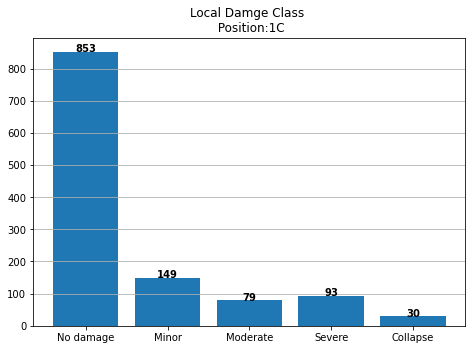 Local Damge Class
Position:1C
853
149
79
93
30
800
700
600
500
400
300
200
100
0
No damage
Minor
Moderate
Severe
Collapse